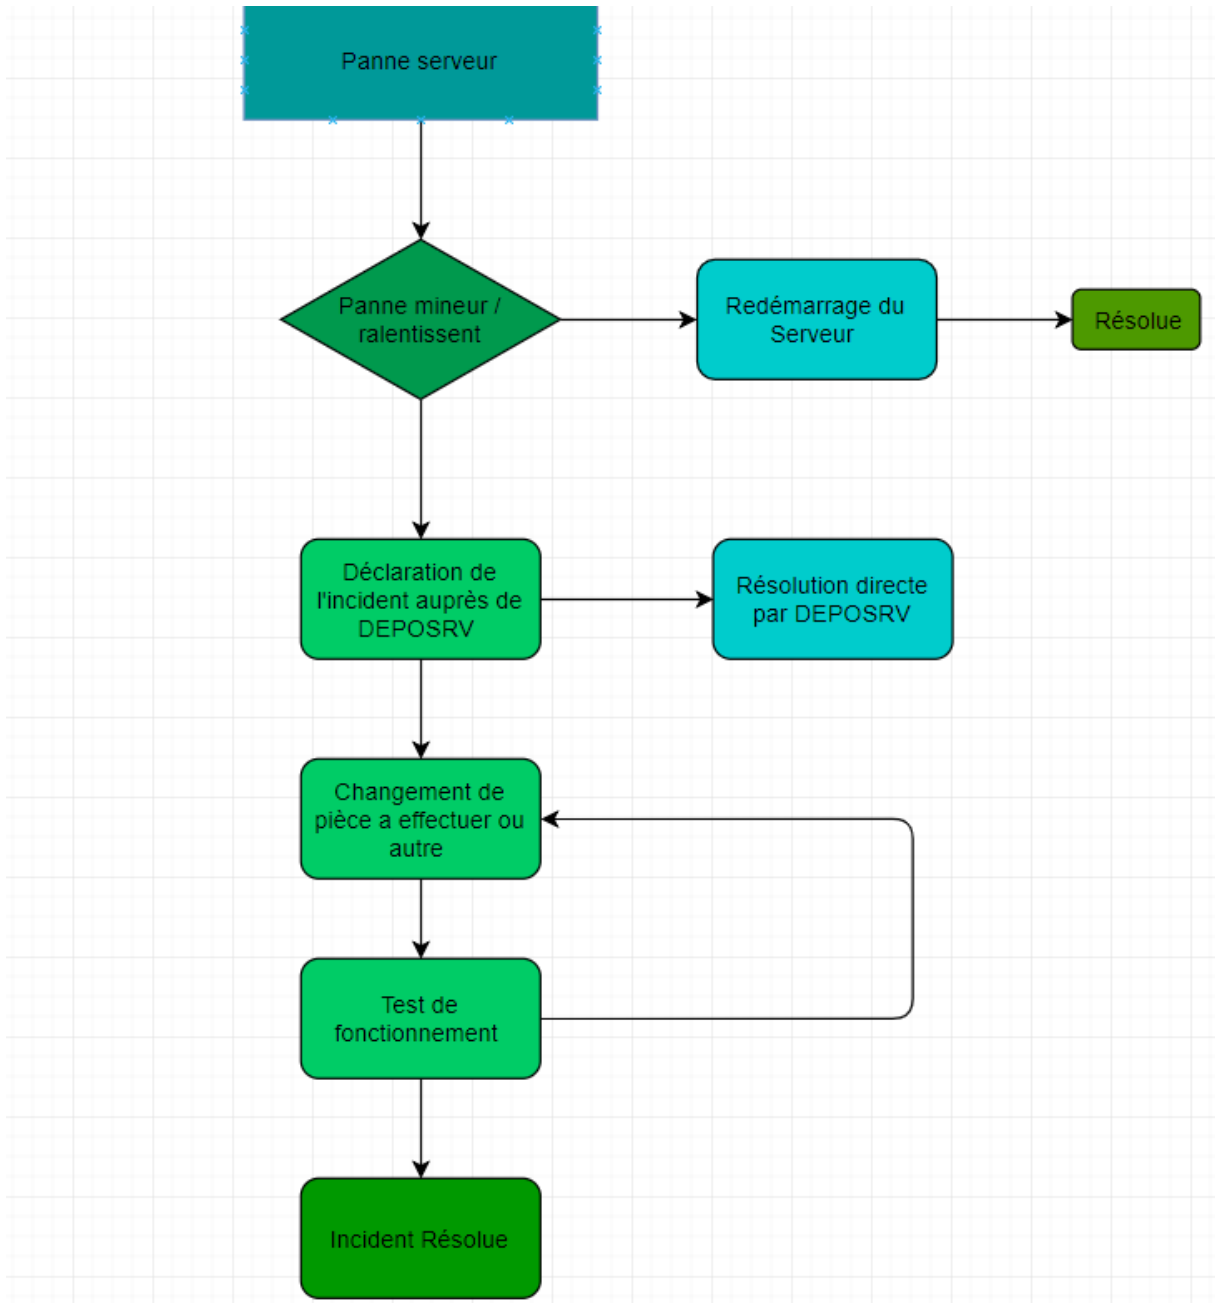 Panne serveur
Panne mineur /
ralentissent
Redémarrage du
Serveur
Résolue
Déclaration de
l'incident auprès de
DEPOSRV
Résolution directe
par DEPOSRV
Changement de
pièce a effectuer ou
autre
Test de
fonctionnement
Incident Résolue